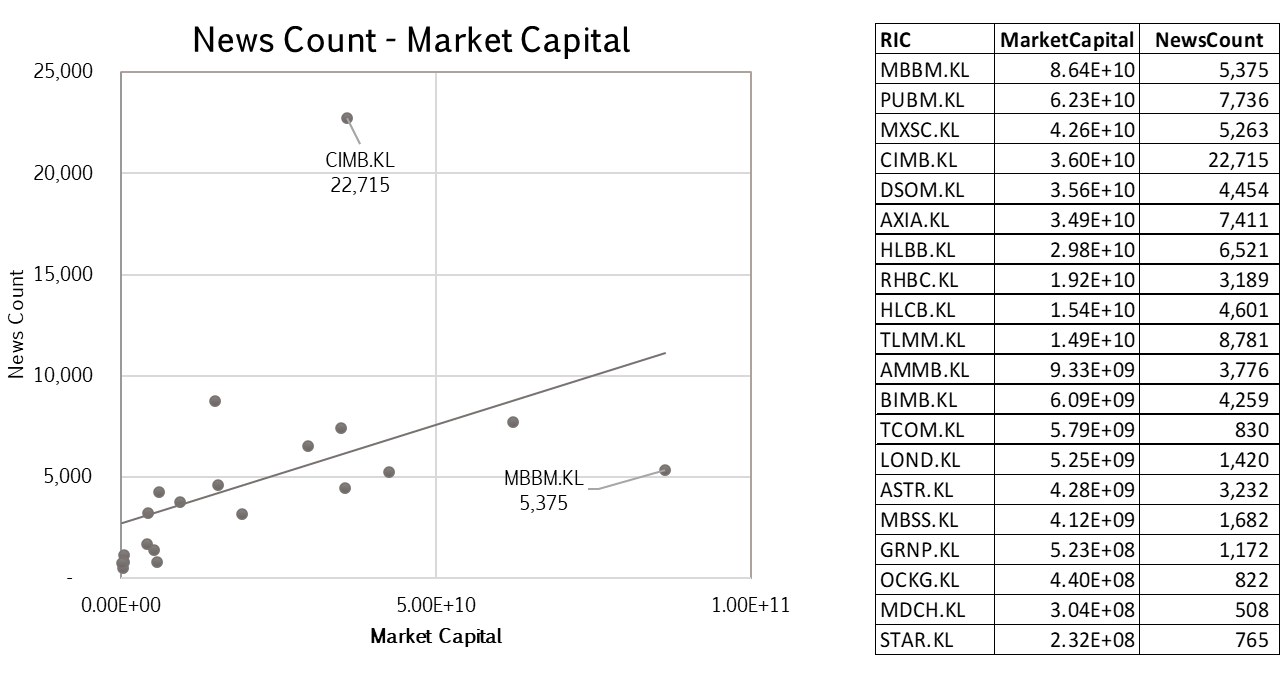 News Count - Market Capital
25,000
20,000
15,000
10,000
5,000
-
News Count
CIMB.KL
22,715
MBBM.KL
5,375
0.00E+00 5.00E+10 1.00E+11
Market Capital
RIC MarketCapital NewsCount
MBBM.KL 8.64E+10 5,375
PUBM.KL 6.23E+10 7,736
MXSC.KL 4.26E+10 5,263
CIMB.KL 3.60E+10 22,715
DSOM.KL 3.56E+10 4,454
AXIA.KL 3.49E+10 7,411
HLBB.KL 2.98E+10 6,521
RHBC.KL 1.92E+10 3,189
HLCB.KL 1.54E+10 4,601
TLMM.KL 1.49E+10 8,781
AMMB.KL 9.33E+09 3,776
BIMB.KL 6.09E+09 4,259
TCOM.KL 5.79E+09 830
LOND.KL 5.25E+09 1,420
ASTR.KL 4.28E+09 3,232
MBSS.KL 4.12E+09 1,682
GRNP.KL 5.23E+08 1,172
OCKG.KL 4.40E+08 822
MDCH.KL 3.04E+08 508
STAR.KL 2.32E+08 765